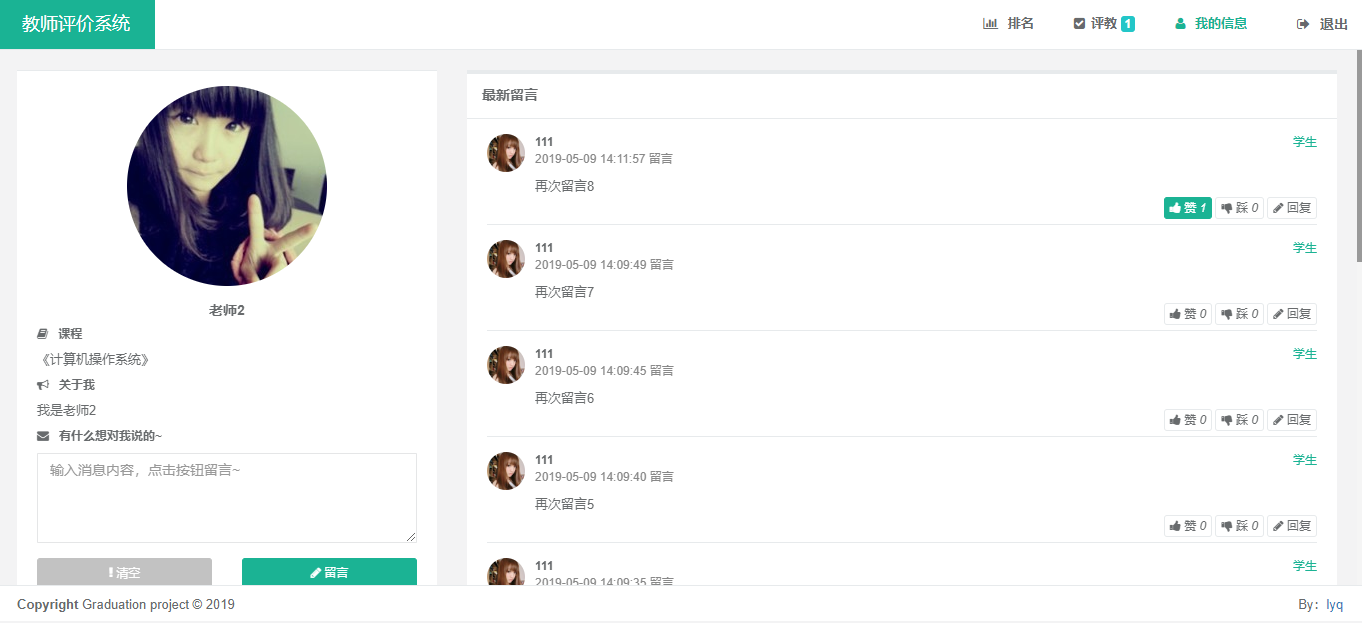 教师评价系统
排名
评教 1
我的信息
退出
老师2
课程
《计算机操作系统》
关于我
我是老师2
有什么想对我说的~
输入消息内容，点击按钮留言~
清空
留言
最新留言
111
学生
2019-05-09 14:11:57 留言
再次留言8
赞 1 踩 0 回复
111
学生
2019-05-09 14:09:49 留言
再次留言7
赞 0 踩 0 回复
111
学生
2019-05-09 14:09:45 留言
再次留言6
赞 0 踩 0 回复
111
学生
2019-05-09 14:09:40 留言
再次留言5
赞 0 踩 0 回复
111
学生
2019-05-09 14:09:35 留言
Copyright Graduation project © 2019
By：lyq